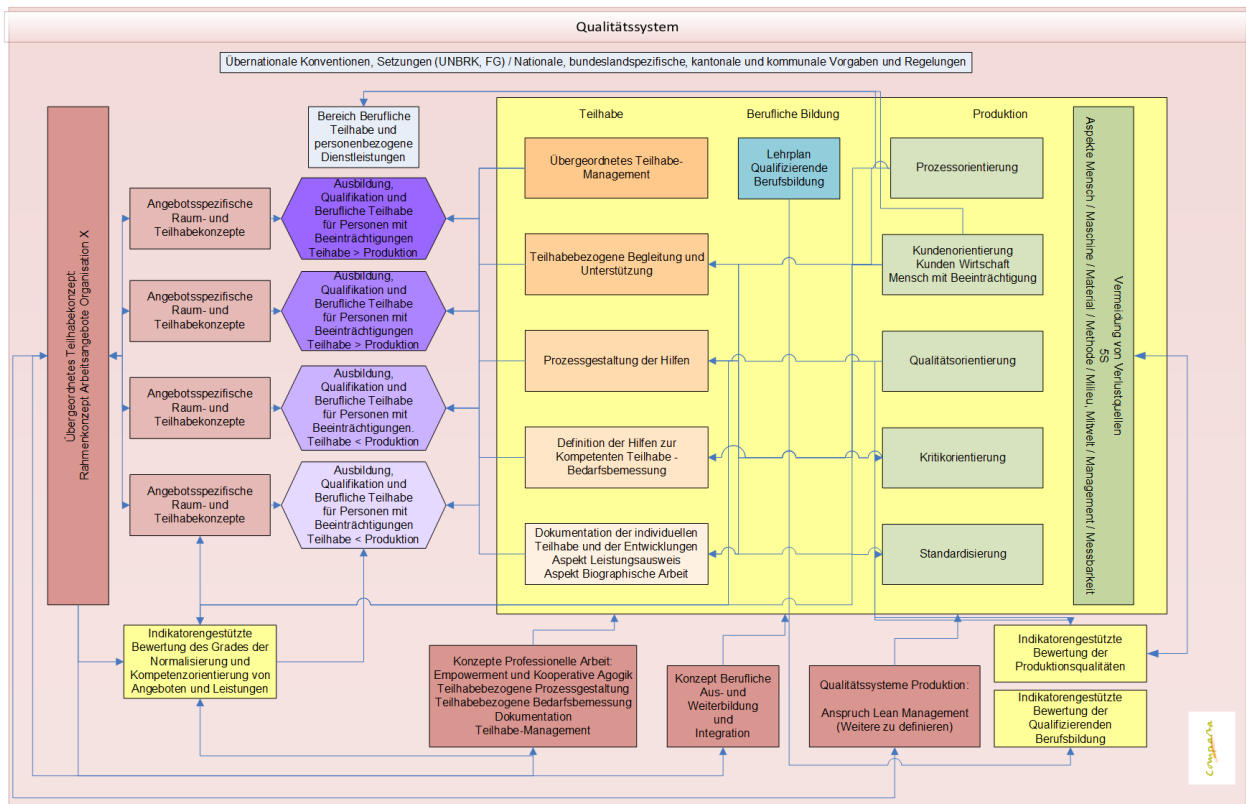 Qualitätssystem
Übernationale Konventionen, Setzungen (UNBRK, FG) / Nationale, bundeslandspezifische, kantonale und kommunale Vorgaben und Regelungen
Übergeordnetes Teilhabekonzept:
Rahmenkonzept Arbeitsangebote Organisation X
Bereich Berufliche
Teilhabe und
personenbezogene
Dienstleistungen
Angebotsspezifische
Raum- und
Teilhabekonzepte
Ausbildung,
Qualifikation und
Berufliche Teilhabe
für Personen mit
Beeinträchtigungen
Teilhabe > Produktion
Angebotsspezifische
Raum- und
Teilhabekonzepte
Ausbildung,
Qualifikation und
Berufliche Teilhabe
für Personen mit
Beeinträchtigungen
Teilhabe > Produktion
Angebotsspezifische
Raum- und
Teilhabekonzepte
Ausbildung,
Qualifikation und
Berufliche Teilhabe
für Personen mit
Beeinträchtigungen.
Teilhabe < Produktion
Angebotsspezifische
Raum- und
Teilhabekonzepte
Ausbildung,
Qualifikation und
Berufliche Teilhabe
für Personen mit
Beeinträchtigungen
Teilhabe < Produktion
Teilhabe
Berufliche Bildung
Produktion
Übergeordnetes Teilhabe-
Management
Lehrplan
Qualifizierende
Berufsbildung
Prozessorientierung
Teilhabebezogene Begleitung und
Unterstützung
Kundenorientierung
Kunden Wirtschaft
Mensch mit Beeinträchtigung
Prozessgestaltung der Hilfen
Qualitätsorientierung
Definition der Hilfen zur
Kompetenten Teilhabe -
Bedarfsbemessung
Kritikorientierung
Dokumentation der individuellen
Teilhabe und der Entwicklungen
Aspekt Leistungsausweis
Aspekt Biographische Arbeit
Standardisierung
Vermeidung von Verlustquellen
5S
Aspekte Mensch / Maschine / Material / Methode / Milieu, Mitwelt / Management / Messbarkeit
Indikatorengestützte
Bewertung des Grades der
Normalisierung und
Kompetenzorientierung von
Angeboten und Leistungen
Konzepte Professionelle Arbeit:
Empowerment und Kooperative Agogik
Teilhabebezogene Prozessgestaltung
Teilhabebezogene Bedarfsbemessung
Dokumentation
Teilhabe-Management
Konzept Berufliche
Aus- und
Weiterbildung
und
Integration
Qualitätssysteme Produktion:
Anspruch Lean Management
(Weitere zu definieren)
Indikatorengestützte
Bewertung der
Produktionsqualitäten
Indikatorengestützte
Bewertung der
Qualifizierenden
Berufsbildung